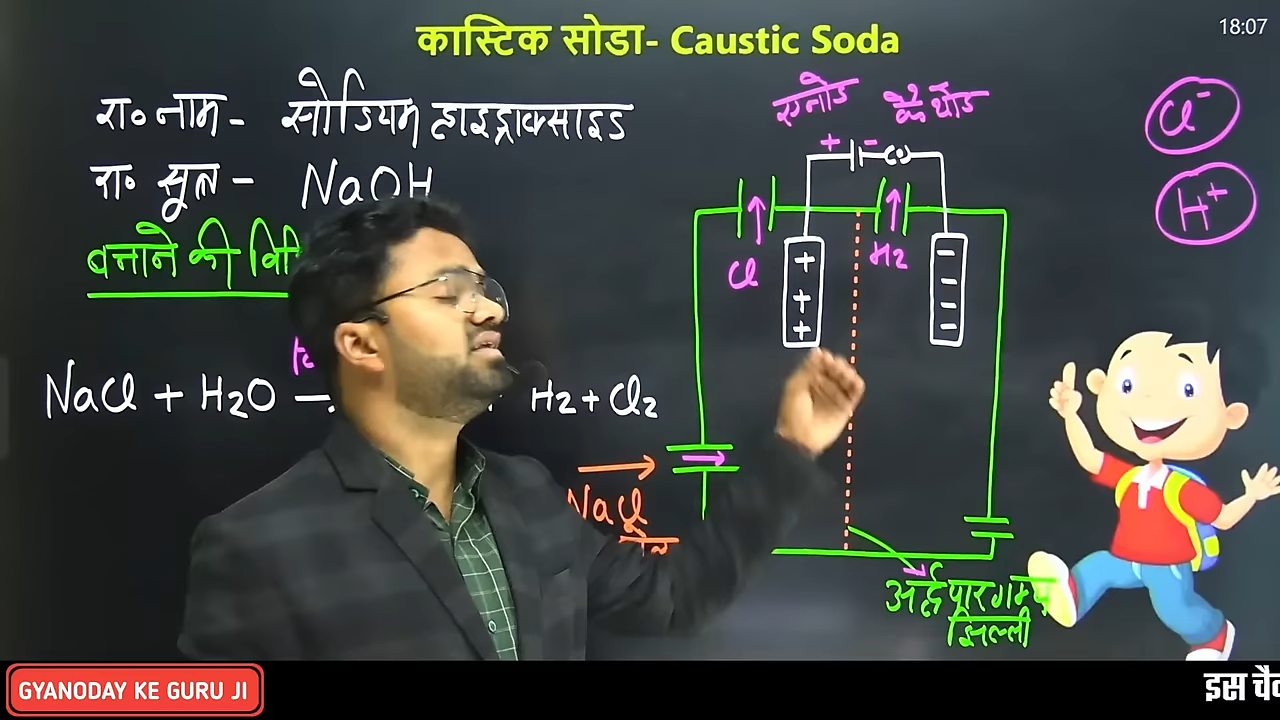 कास्टिक सोडा- Caustic Soda
18:07
रा० नाम - सोडियम हाइड्राक्साइड
रा० सूत्र - NaOH
बनाने की वि
एनोड
कैथोड
+ -
Cl-
H+
Cl
H2
+
+
+
-
-
-
-
NaCl + H2O
H2 + Cl2
NaCl
अर्द्धपारगम्य
झिल्ली
GYANODAY KE GURU JI
इस